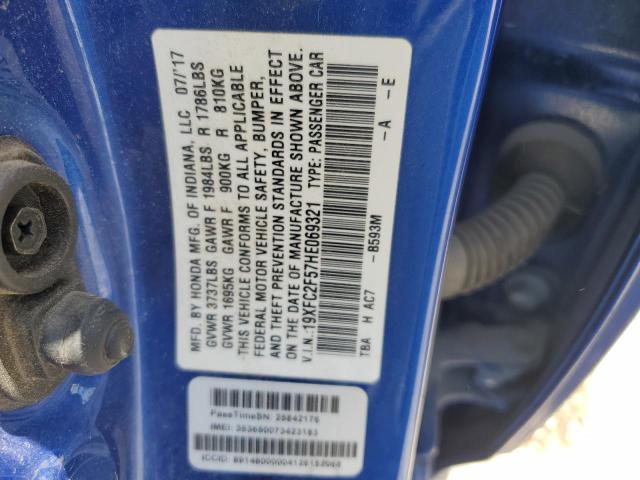 MFD. BY HONDA MFG. OF INDIANA, LLC 07/'17
GVWR 3737LBS GAWR F 1984LBS R 1786LBS
GVWR 1695KG GAWR F 900KG R 810KG
THIS VEHICLE CONFORMS TO ALL APPLICABLE
FEDERAL MOTOR VEHICLE SAFETY, BUMPER,
AND THEFT PREVENTION STANDARDS IN EFFECT
ON THE DATE OF MANUFACTURE SHOWN ABOVE.
V.I.N.:19XFC2F57HE069321 TYPE: PASSENGER CAR
TBA H AC7 -B593M -A -E
PassTimeSN: 25842176
IMEI: 353650073423183
ICCID: